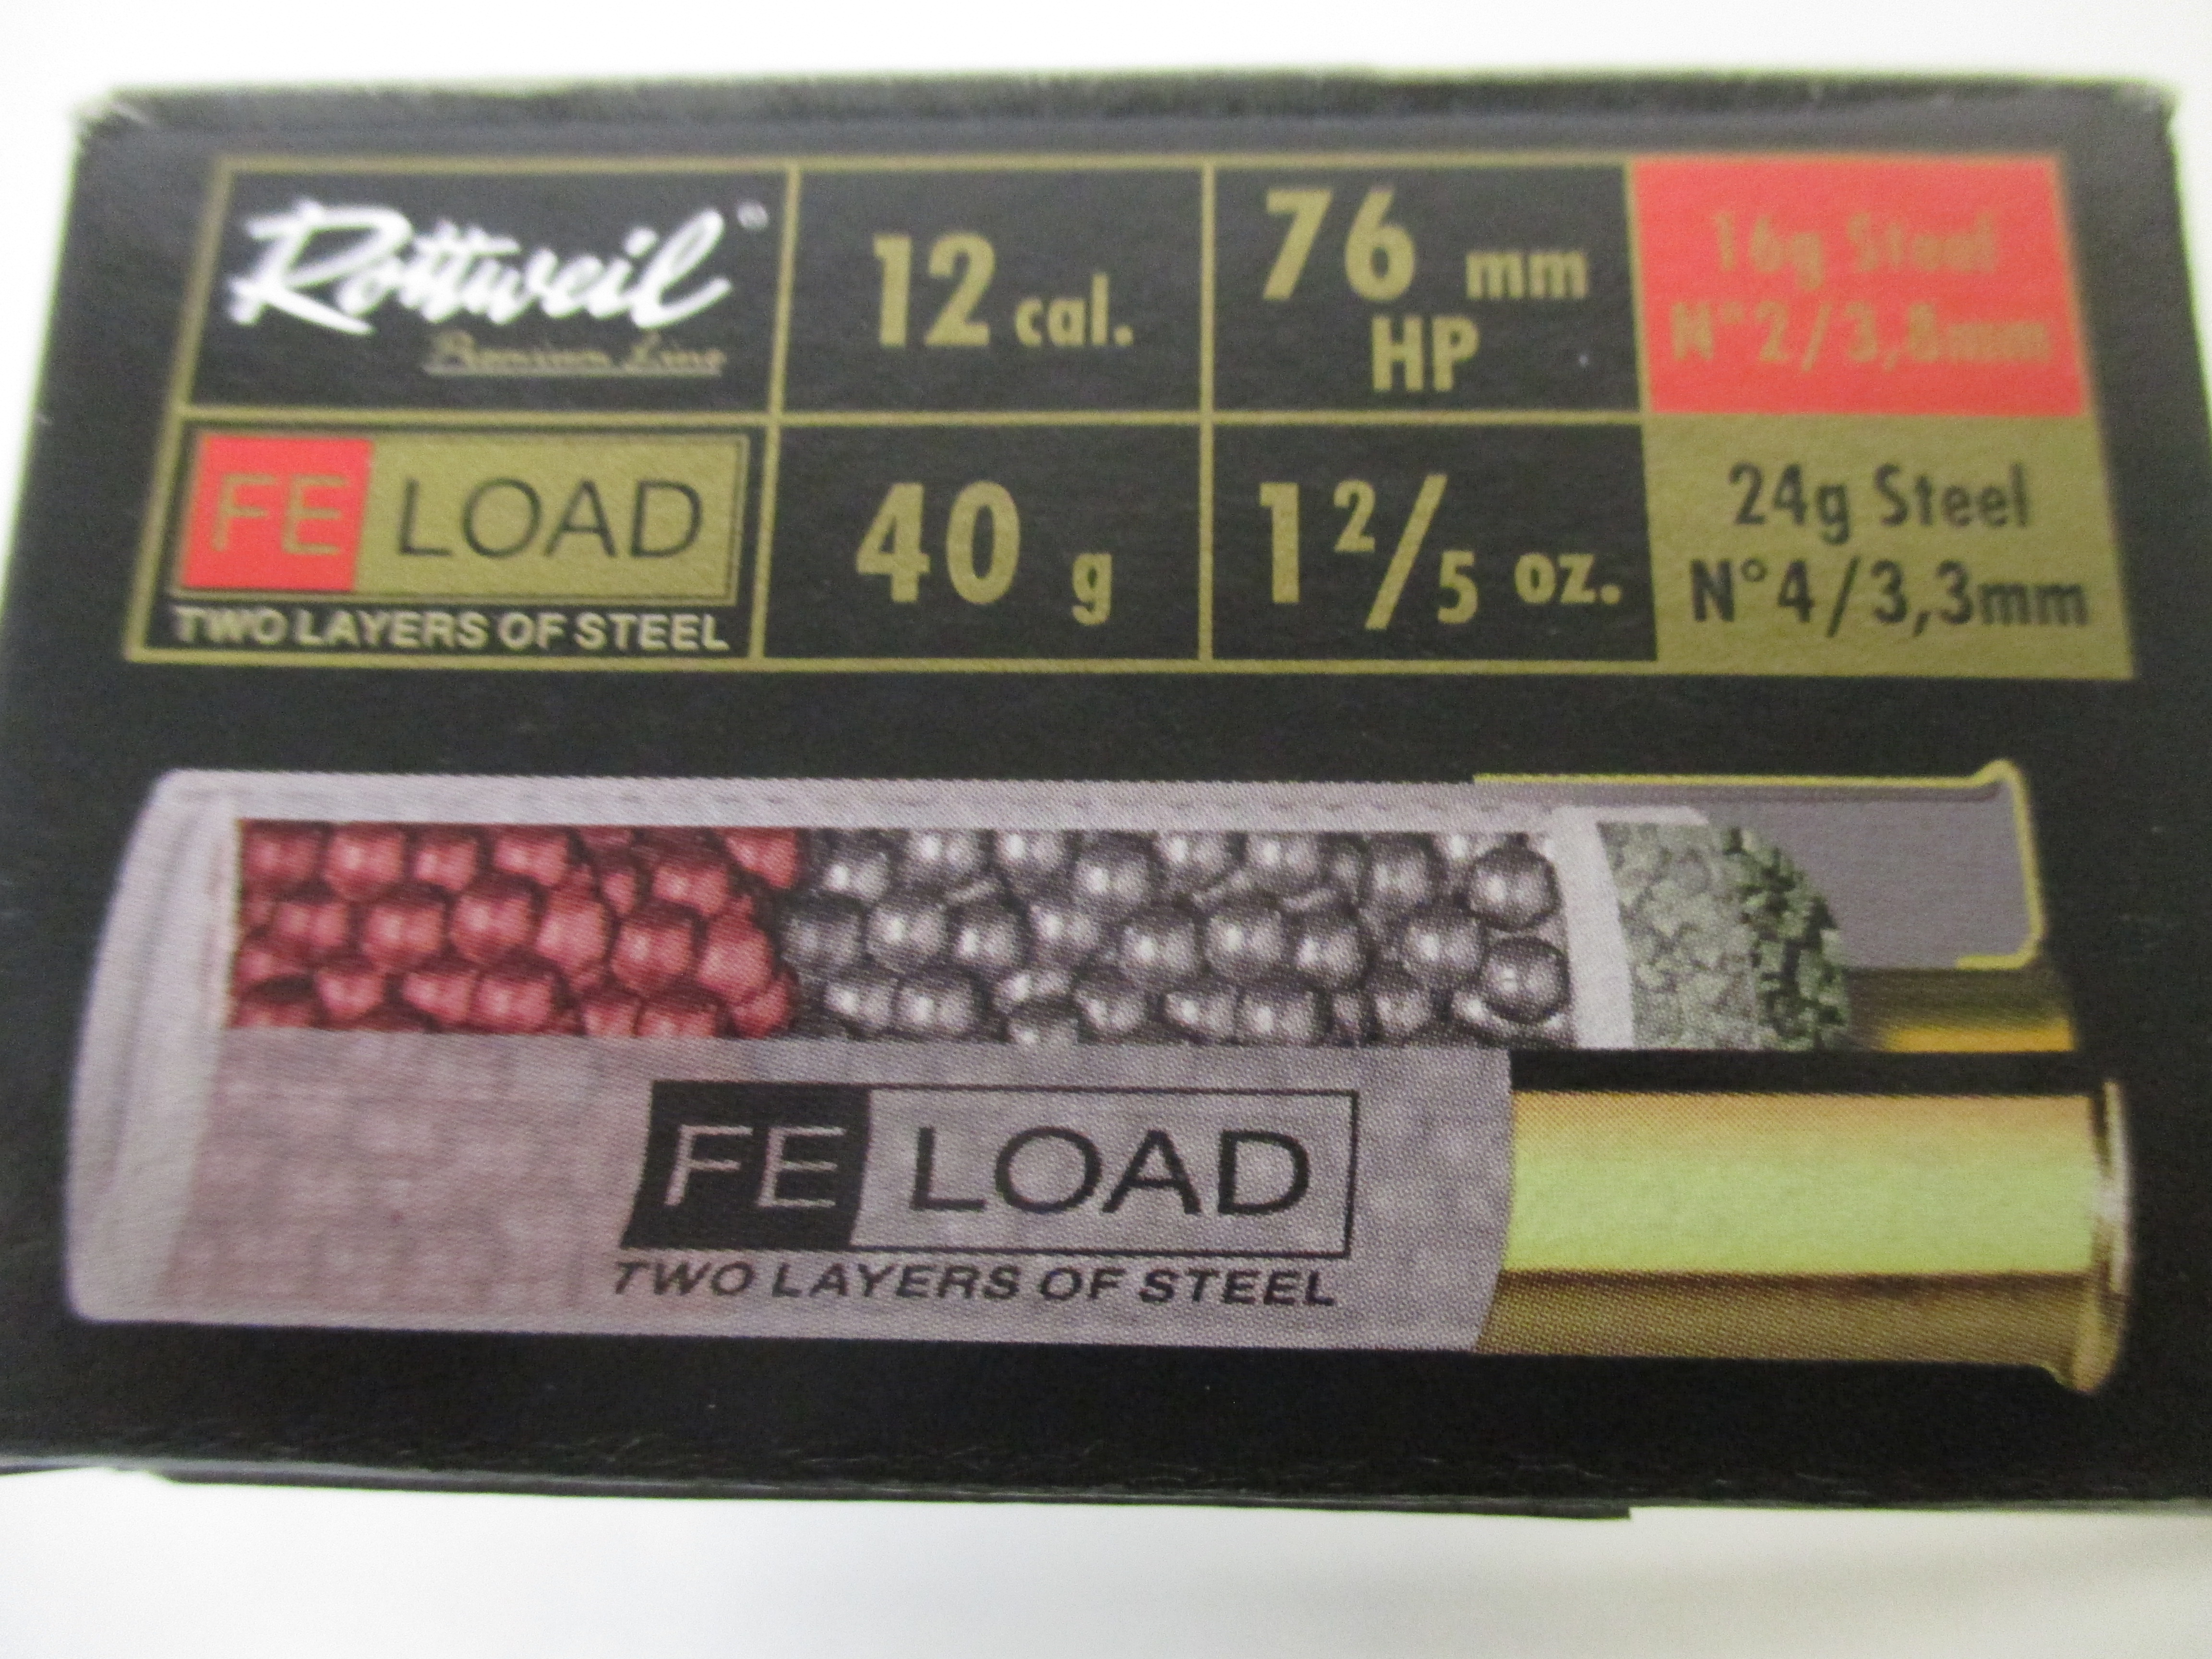 Rottweil
Premium Line
12 cal.
76 mm
HP
16g Steel
N°2/3,8mm
FE LOAD
TWO LAYERS OF STEEL
40 g
1 2/5 oz.
24g Steel
N°4/3,3mm
FE LOAD
TWO LAYERS OF STEEL